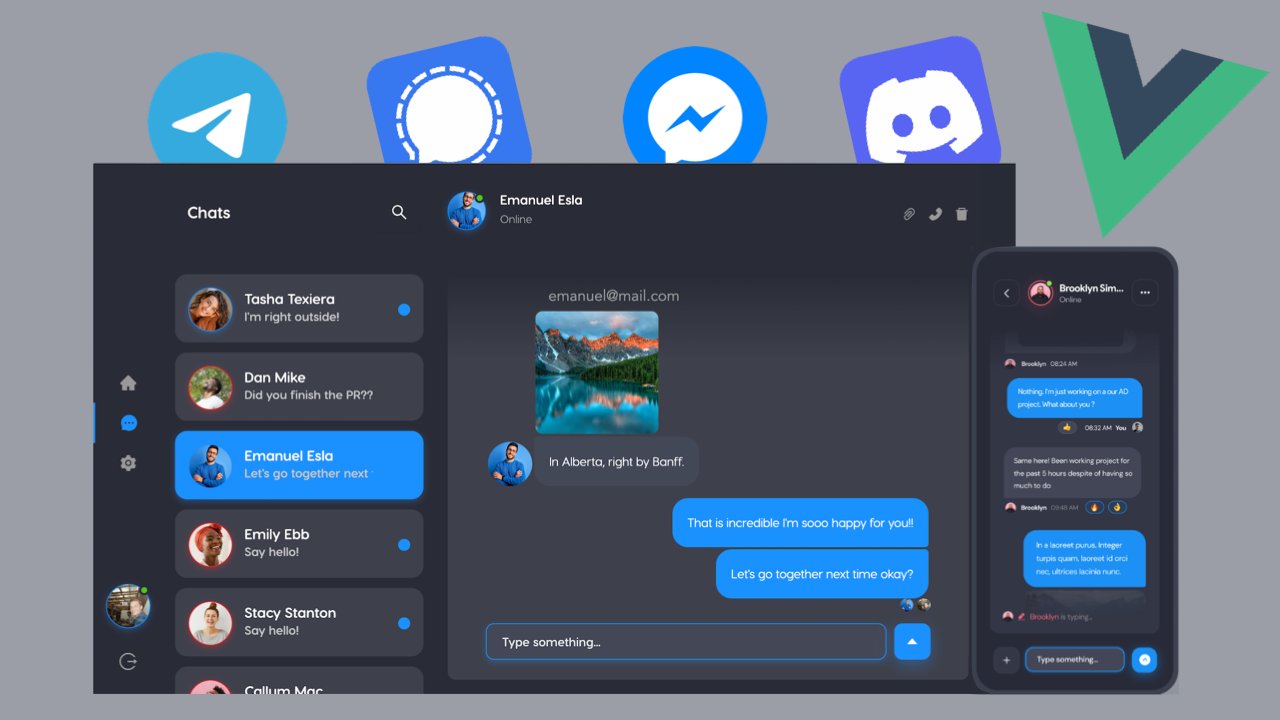 Chats
Tasha Texiera
I'm right outside!
Dan Mike
Did you finish the PR??
Emanuel Esla
Let's go together next
Emily Ebb
Say hello!
Stacy Stanton
Say hello!
Callum Mac
Emanuel Esla
Online
emanuel@mail.com
In Alberta, right by Banff.
That is incredible I'm sooo happy for you!!
Let's go together next time okay?
Type something...
Brooklyn Sim...
Online
Brooklyn 08:24 AM
Nothing. I'm just working on a our AD
project. What about you ?
08:32 AM You
Same here! Been working project for
the past 5 hours despite of having so
much to do
Brooklyn 09:48 AM
In a laoreet purus. Integer
turpis quam, laoreet id orci
nec, ultrices lacinia nunc.
Brooklyn is typing...
Type something...